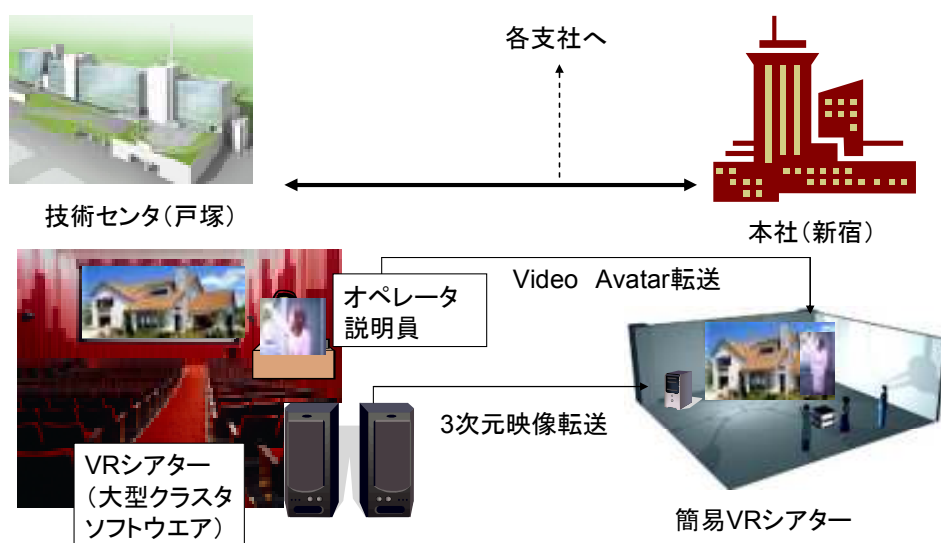 各支社へ
技術センタ(戸塚)
本社(新宿)
オペレータ
説明員
Video Avatar転送
3次元映像転送
VRシアター
(大型クラスタ
ソフトウエア)
簡易VRシアター